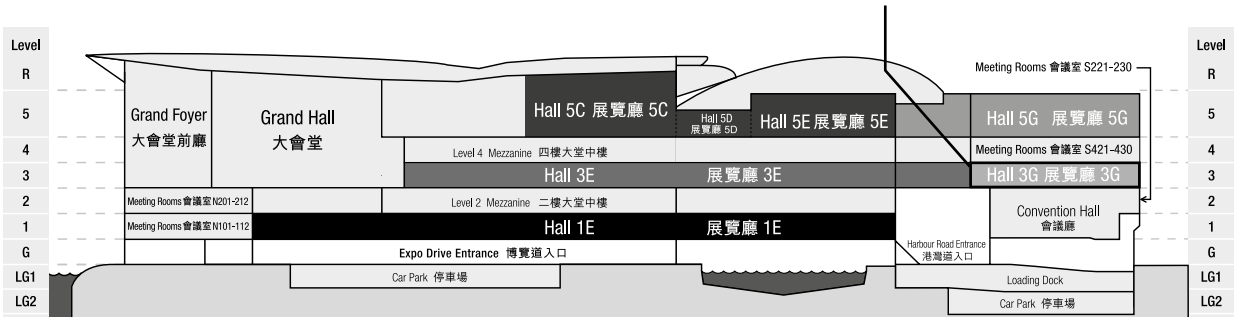 Level
R
5
4
3
2
1
G
LG1
LG2
Grand Foyer
大會堂前廳
Grand Hall
大會堂
Hall 5C 展覽廳 5C
Hall 5D
展覽廳 5D
Hall 5E 展覽廳 5E
Hall 5G 展覽廳 5G
Meeting Rooms 會議室 S221-230
Level 4 Mezzanine 四樓大堂中樓
Meeting Rooms 會議室 S421-430
Hall 3E 展覽廳 3E
Hall 3G 展覽廳 3G
Meeting Rooms 會議室 N201-212
Level 2 Mezzanine 二樓大堂中樓
Convention Hall
會議廳
Meeting Rooms 會議室 N101-112
Hall 1E 展覽廳 1E
Expo Drive Entrance 博覽道入口
Harbour Road Entrance
港灣道入口
Car Park 停車場
Loading Dock
Car Park 停車場
Level
R
5
4
3
2
1
G
LG1
LG2